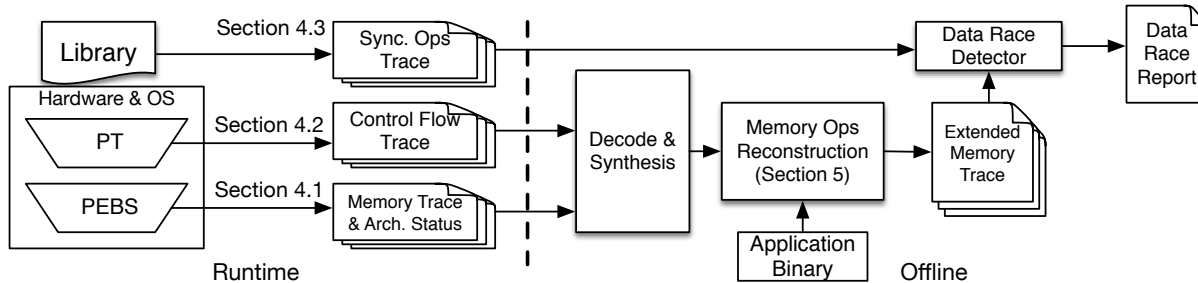 Library
Section 4.3
Sync. Ops
Trace
Data Race
Detector
Data
Race
Report
Hardware & OS
PT
Section 4.2
Control Flow
Trace
Decode &
Synthesis
Memory Ops
Reconstruction
(Section 5)
Extended
Memory
Trace
PEBS
Section 4.1
Memory Trace
& Arch. Status
Application
Binary
Runtime
Offline